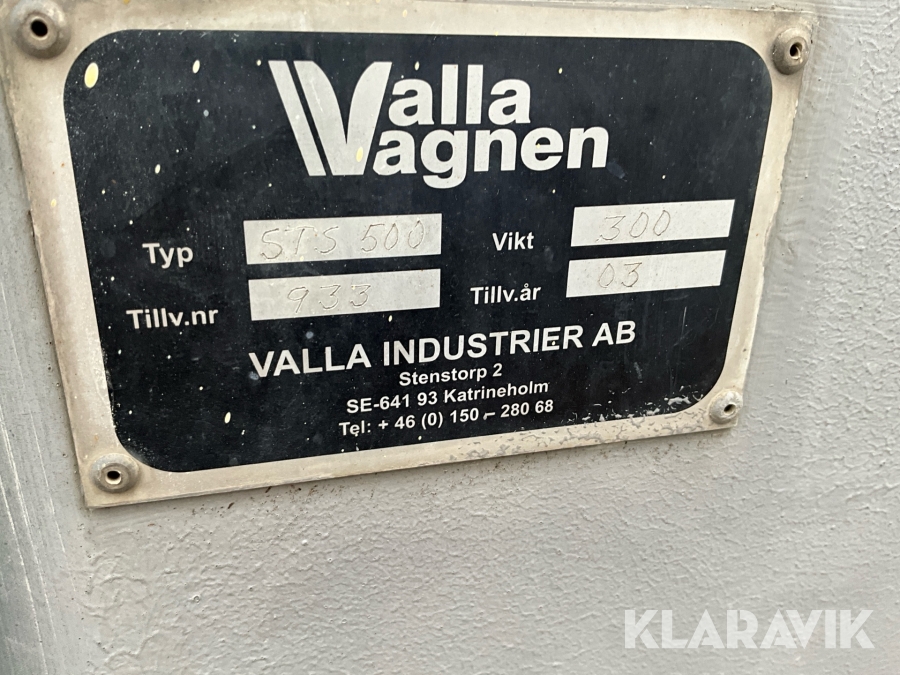 Valla
Vagnen
Typ STS 500 Vikt 300
Tillv.nr 933 Tillv.år 03
VALLA INDUSTRIER AB
Stenstorp 2
SE-641 93 Katrineholm
Tel: + 46 (0) 150 – 280 68
KLARAVIK